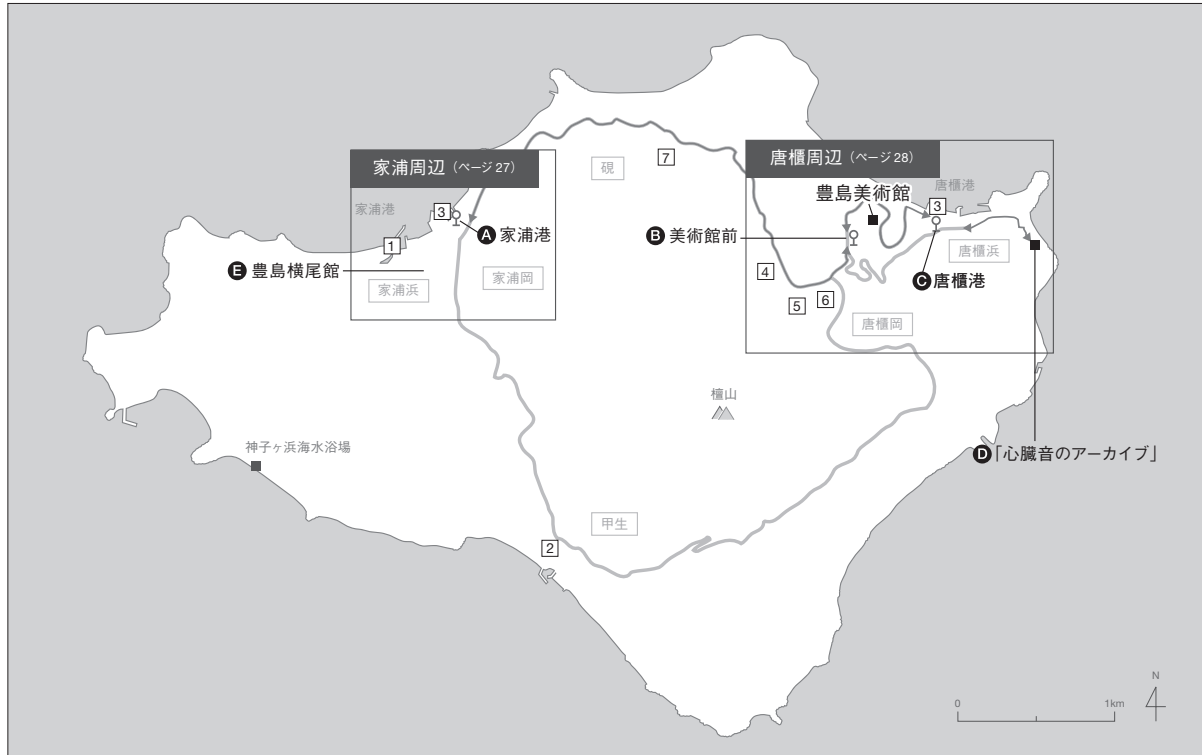 家浦周辺（ページ27）
唐櫃周辺（ページ28）
7
硯
唐櫃港
豊島美術館
家浦港
3
3
A 家浦港
B 美術館前
1
唐櫃浜
E 豊島横尾館
家浦岡
4
C 唐櫃港
家浦浜
5
6
唐櫃岡
檀山
神子ヶ浜海水浴場
D 「心臓音のアーカイブ」
甲生
2
N
0
1km